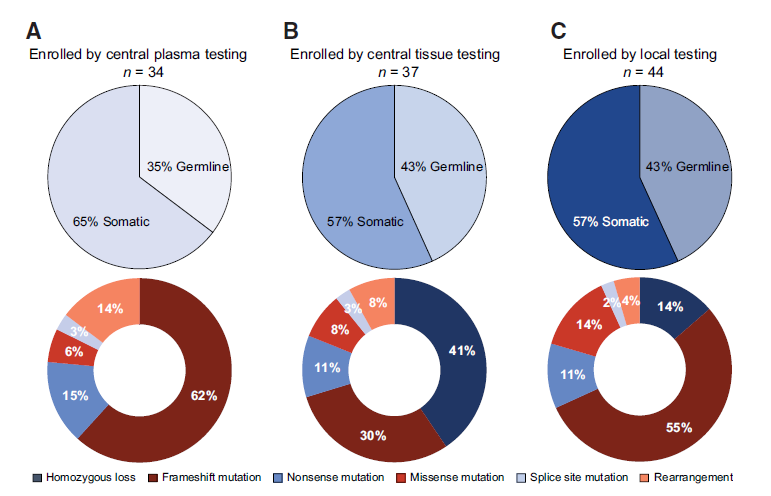 A
Enrolled by central plasma testing
n = 34
35% Germline
65% Somatic
14%
3%
6%
15%
62%
B
Enrolled by central tissue testing
n = 37
43% Germline
57% Somatic
8%
3%
8%
11%
41%
30%
C
Enrolled by local testing
n = 44
43% Germline
57% Somatic
2%
4%
14%
14%
11%
55%
Homozygous loss Frameshift mutation Nonsense mutation Missense mutation Splice site mutation Rearrangement